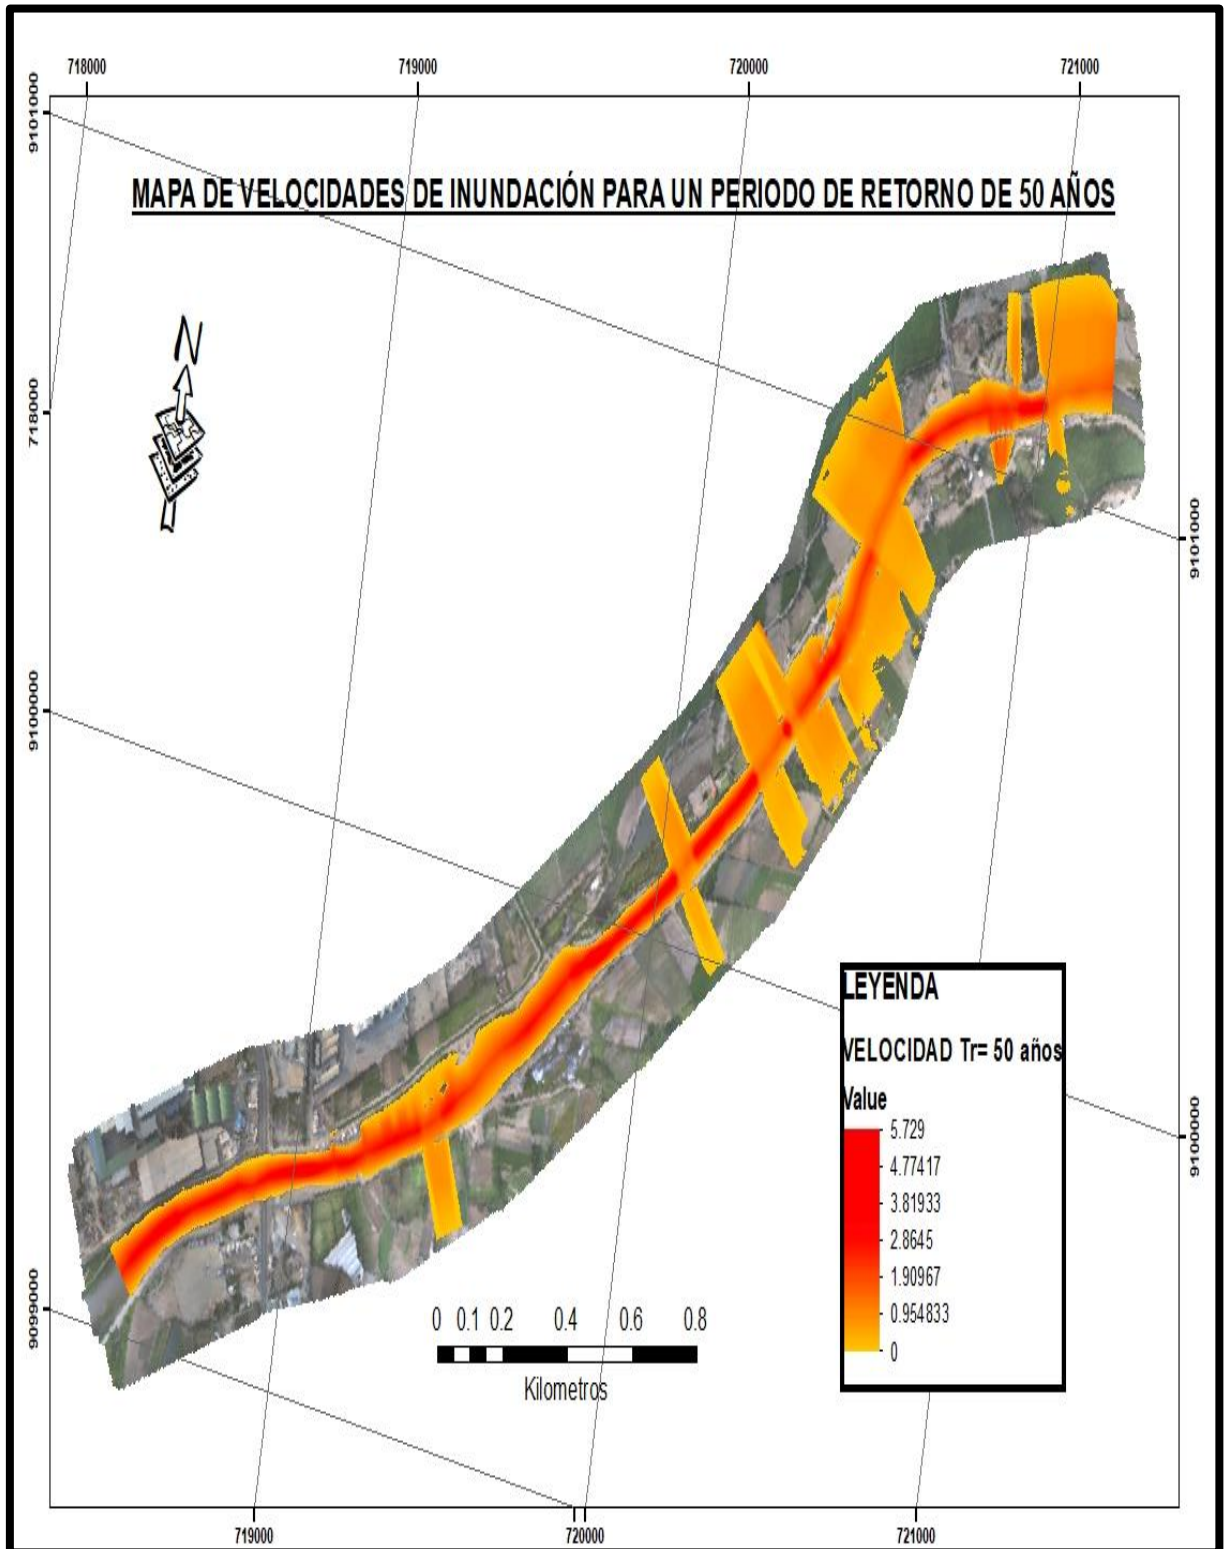 718000 719000 720000 721000
9101000
MAPA DE VELOCIDADES DE INUNDACIÓN PARA UN PERIODO DE RETORNO DE 50 AÑOS
N
718000
9101000
9100000
LEYENDA
VELOCIDAD Tr= 50 años
Value
5.729
4.77417
3.81933
2.8645
1.90967
0.954833
0
9100000
9099000
0 0.1 0.2 0.4 0.6 0.8
Kilometros
719000 720000 721000